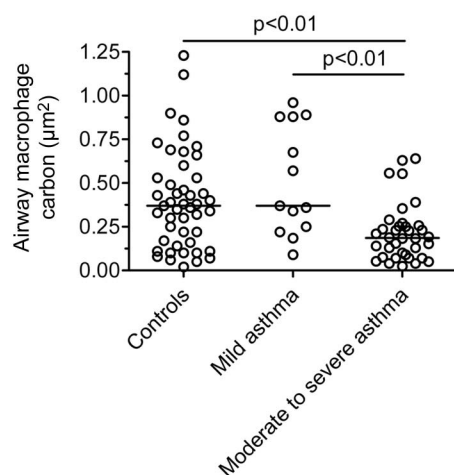 p<0.01
p<0.01
Airway macrophage
carbon (µm²)
1.25
1.00
0.75
0.50
0.25
0.00
Controls
Mild asthma
Moderate to severe asthma